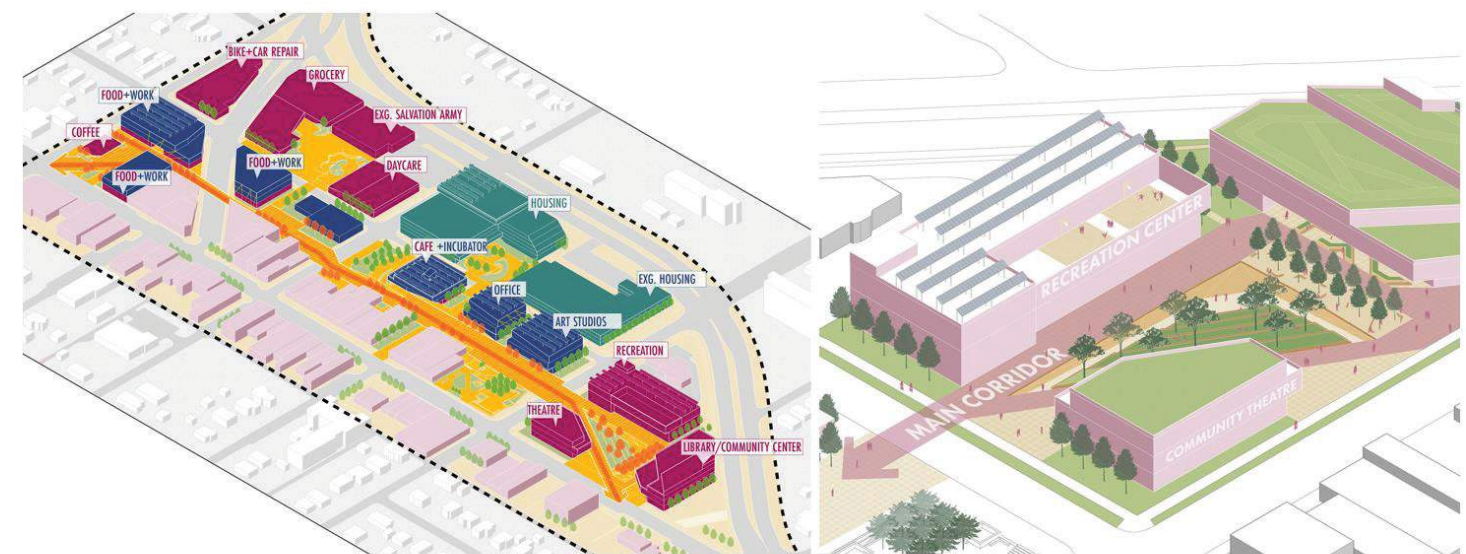 BIKE+CAR REPAIR
GROCERY
FOOD+WORK
EXG. SALVATION ARMY
COFFEE
FOOD+WORK
DAYCARE
FOOD+WORK
HOUSING
CAFE +INCUBATOR
EXG. HOUSING
OFFICE
ART STUDIOS
RECREATION
THEATRE
LIBRARY/COMMUNITY CENTER
RECREATION CENTER
MAIN CORRIDOR
COMMUNITY THEATRE